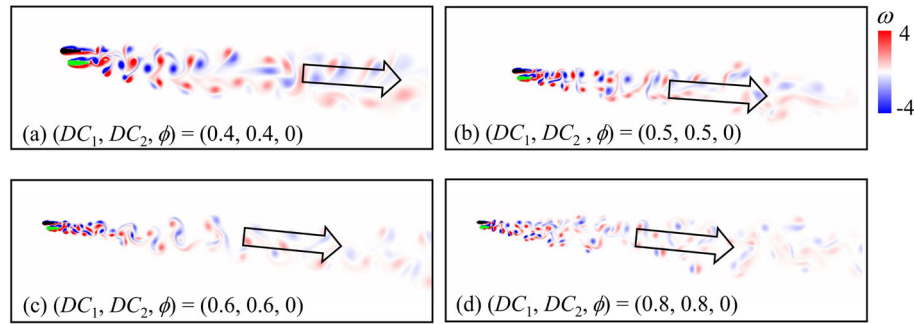 ω
4
-4
(a) (DC₁, DC₂, ϕ) = (0.4, 0.4, 0)
(b) (DC₁, DC₂ , ϕ) = (0.5, 0.5, 0)
(c) (DC₁, DC₂, ϕ) = (0.6, 0.6, 0)
(d) (DC₁, DC₂, ϕ) = (0.8, 0.8, 0)